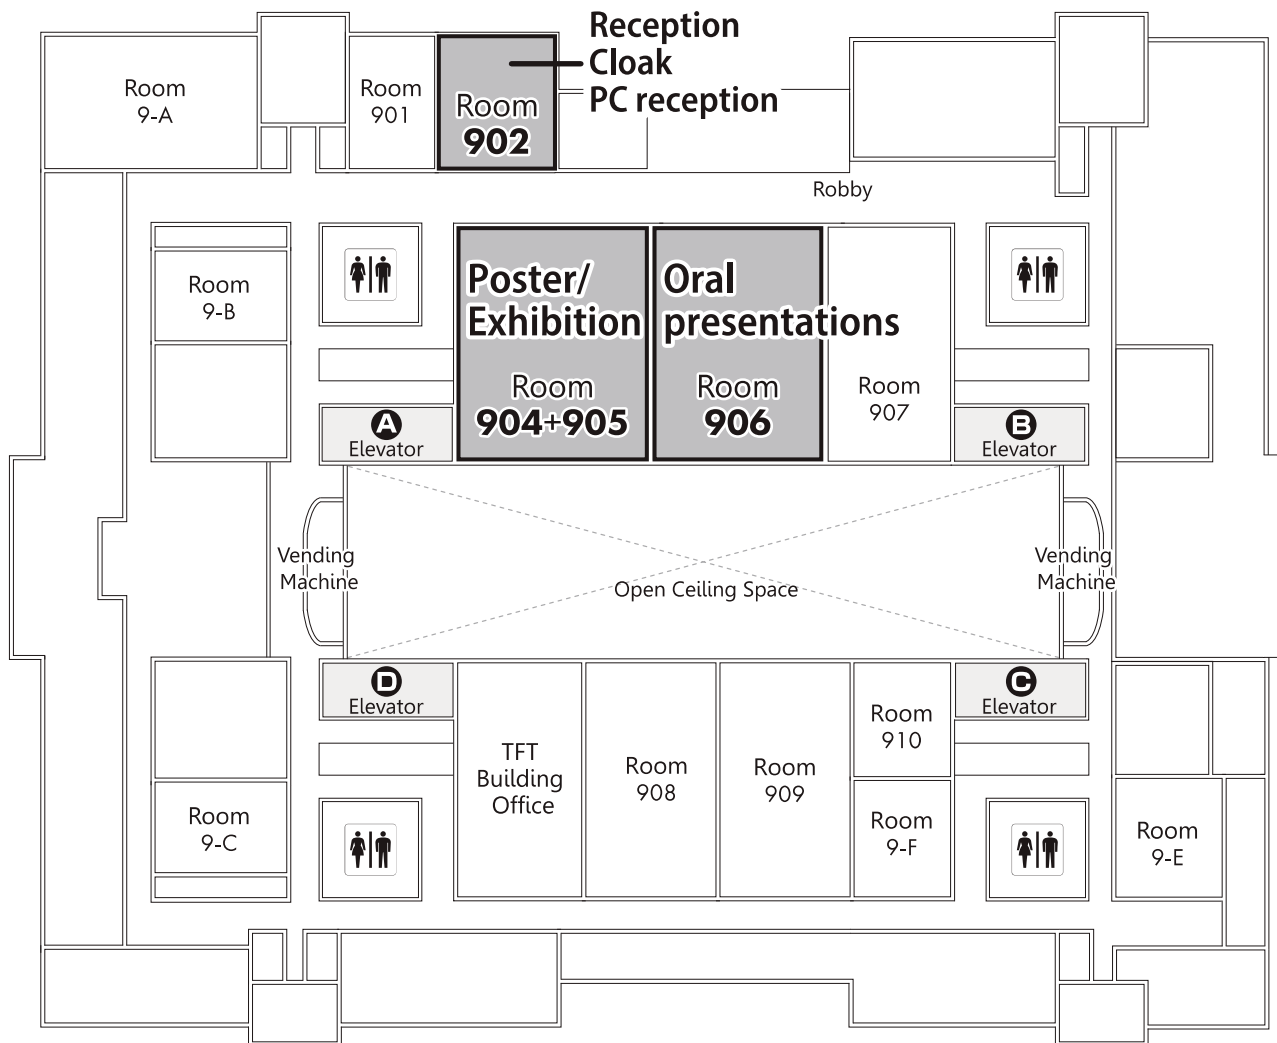 Reception
Cloak
PC reception
Room
9-A
Room
901
Room
902
Robby
Room
9-B
Poster/
Exhibition
Room
904+905
Oral
presentations
Room
906
Room
907
A
Elevator
B
Elevator
Vending
Machine
Open Ceiling Space
Vending
Machine
D
Elevator
C
Elevator
TFT
Building
Office
Room
908
Room
909
Room
910
Room
9-F
Room
9-C
Room
9-E